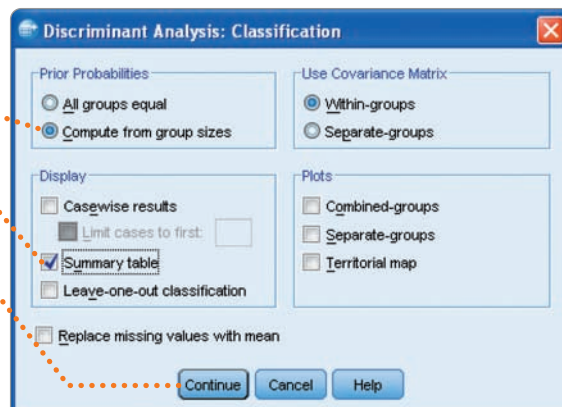 Discriminant Analysis: Classification
Prior Probabilities
All groups equal
Compute from group sizes
Use Covariance Matrix
Within-groups
Separate-groups
Display
Casewise results
Limit cases to first:
Summary table
Leave-one-out classification
Plots
Combined-groups
Separate-groups
Territorial map
Replace missing values with mean
Continue Cancel Help